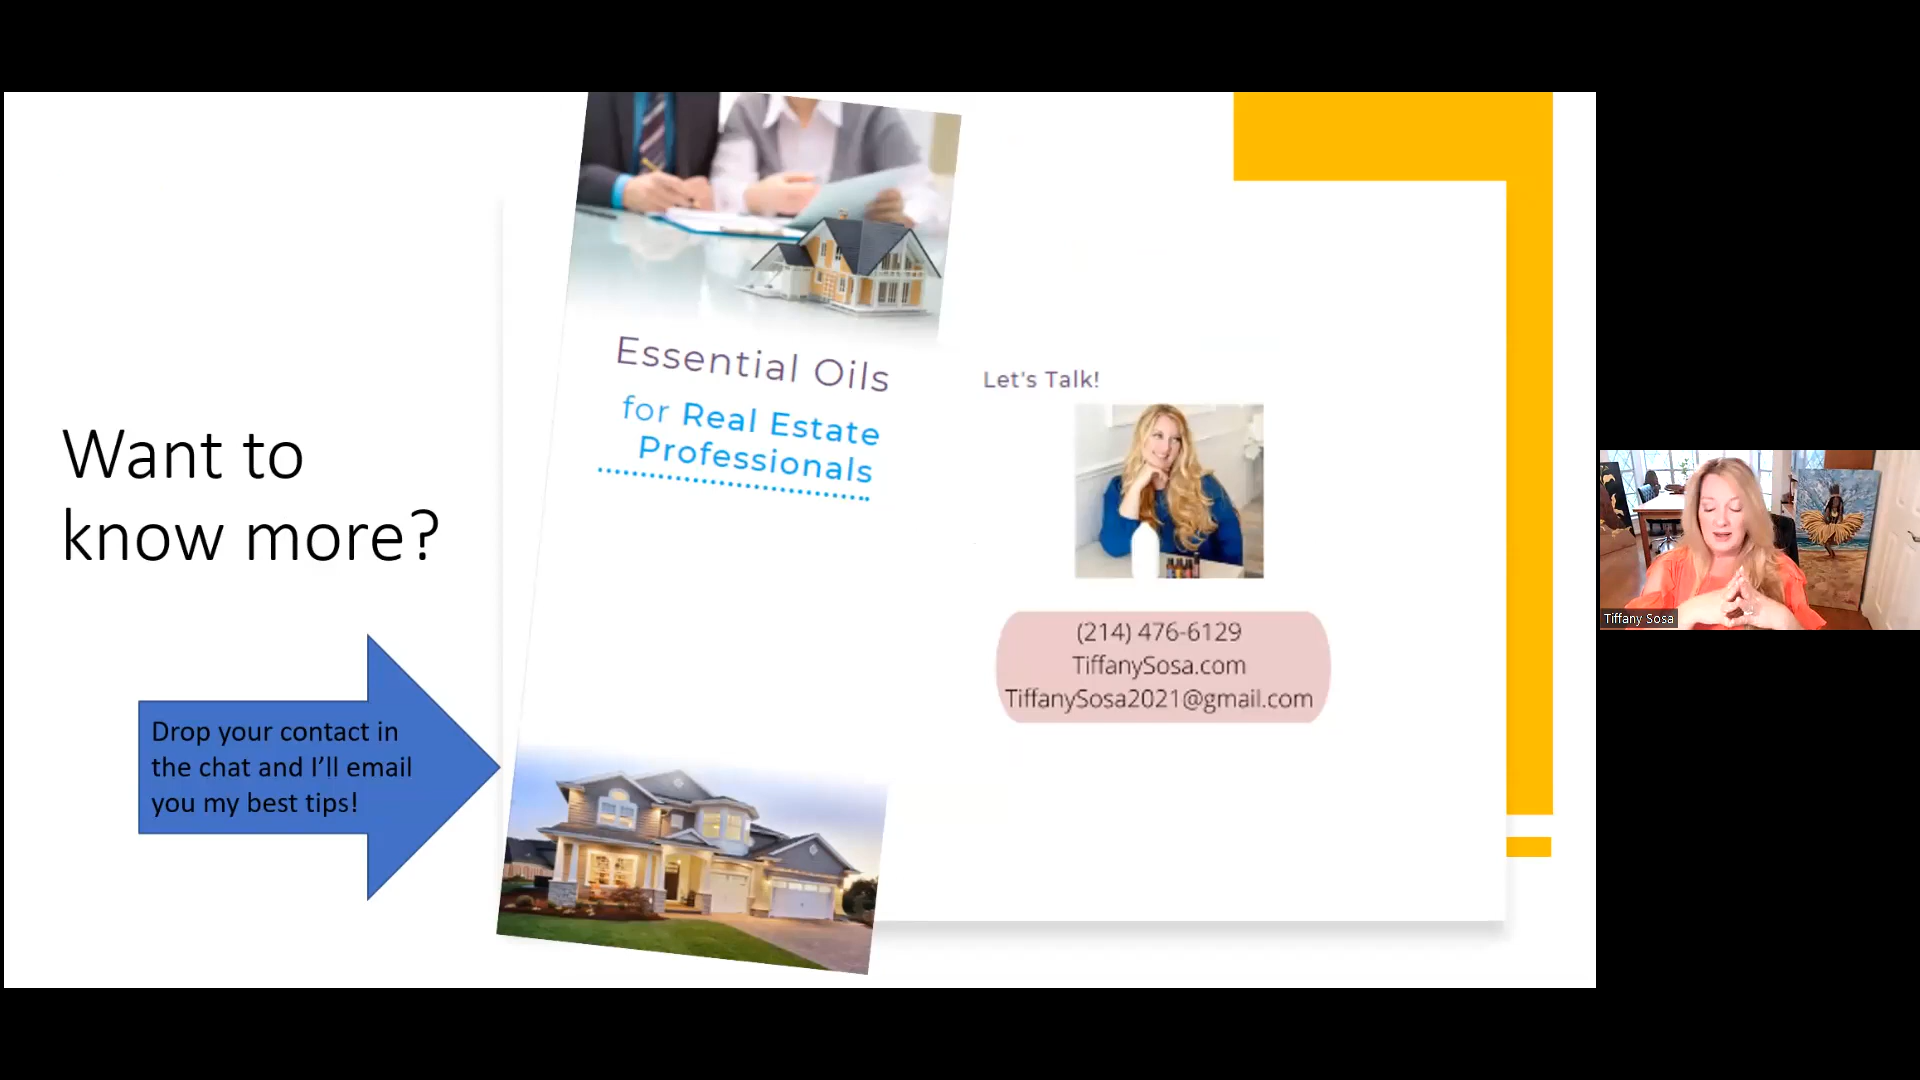 Want to
know more?
Drop your contact in
the chat and I’ll email
you my best tips!
Essential Oils
for Real Estate
Professionals
Let's Talk!
(214) 476-6129
TiffanySosa.com
TiffanySosa2021@gmail.com
Tiffany Sosa